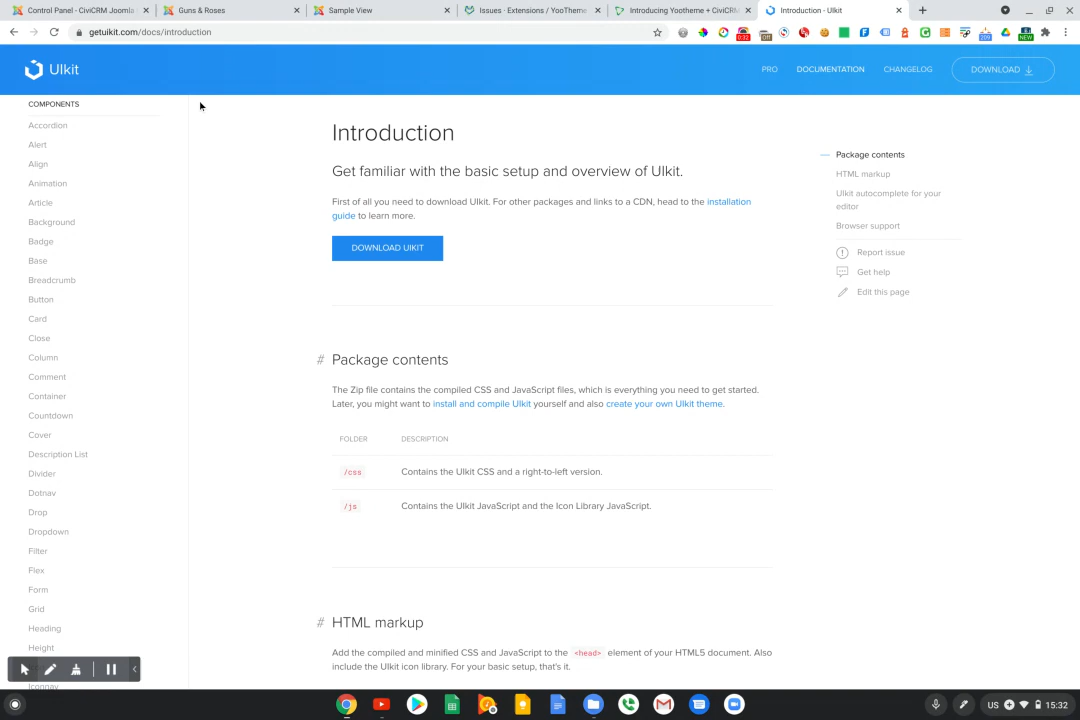 Control Panel - CiviCRM Joomla
Guns & Roses
Sample View
Issues · Extensions / YooTheme
Introducing Yootheme + CiviCRM
Introduction - UIkit
getuikit.com/docs/introduction
0:32
Off
309
NEW
UIkit
PRO
DOCUMENTATION
CHANGELOG
DOWNLOAD
COMPONENTS
Accordion
Alert
Align
Animation
Article
Background
Badge
Base
Breadcrumb
Button
Card
Close
Column
Comment
Container
Countdown
Cover
Description List
Divider
Dotnav
Drop
Dropdown
Filter
Flex
Form
Grid
Heading
Height
Iconnav
Introduction
Get familiar with the basic setup and overview of UIkit.
First of all you need to download UIkit. For other packages and links to a CDN, head to the installation
guide to learn more.
DOWNLOAD UIKIT
# Package contents
The Zip file contains the compiled CSS and JavaScript files, which is everything you need to get started.
Later, you might want to install and compile UIkit yourself and also create your own UIkit theme.
FOLDER DESCRIPTION
/css Contains the UIkit CSS and a right-to-left version.
/js Contains the UIkit JavaScript and the Icon Library JavaScript.
# HTML markup
Add the compiled and minified CSS and JavaScript to the <head> element of your HTML5 document. Also
include the UIkit icon library. For your basic setup, that's it.
Package contents
HTML markup
UIkit autocomplete for your
editor
Browser support
Report issue
Get help
Edit this page
US
15:32